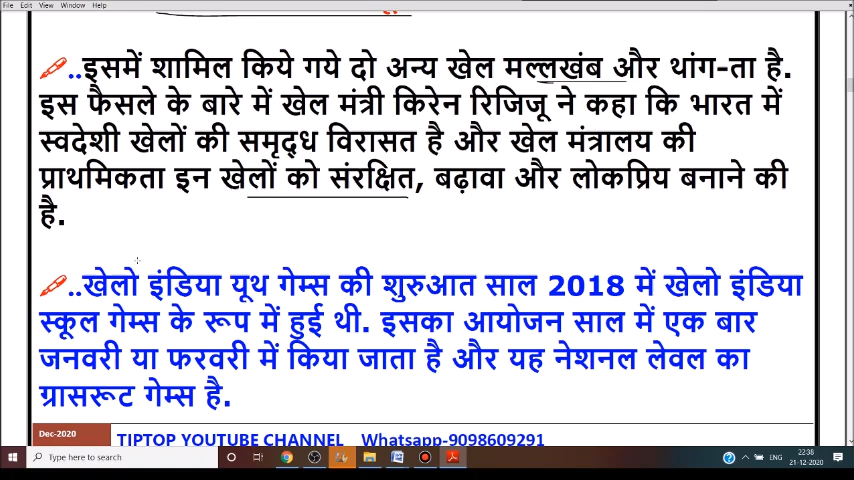 File Edit View Window Help
..इसमें शामिल किये गये दो अन्य खेल मल्लखंब और थांग-ता है.
इस फैसले के बारे में खेल मंत्री किरेन रिजिजू ने कहा कि भारत में
स्वदेशी खेलों की समृद्ध विरासत है और खेल मंत्रालय की
प्राथमिकता इन खेलों को संरक्षित, बढ़ावा और लोकप्रिय बनाने की
है.
..खेलो इंडिया यूथ गेम्स की शुरुआत साल 2018 में खेलो इंडिया
स्कूल गेम्स के रूप में हुई थी. इसका आयोजन साल में एक बार
जनवरी या फरवरी में किया जाता है और यह नेशनल लेवल का
ग्रासरूट गेम्स है.
Dec-2020
TIPTOP YOUTUBE CHANNEL Whatsapp-9098609291
Type here to search
ENG
22:38
21-12-2020